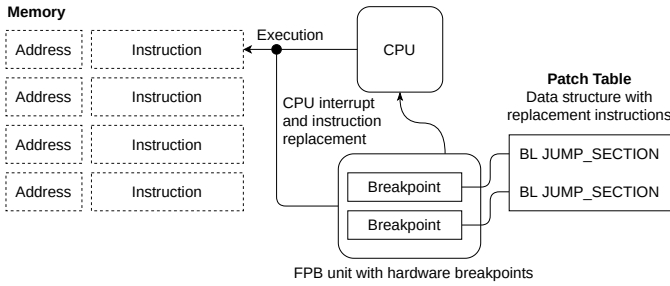 Memory
Address Instruction
Address Instruction
Address Instruction
Address Instruction
Execution
CPU
CPU interrupt
and instruction
replacement
Breakpoint
Breakpoint
FPB unit with hardware breakpoints
Patch Table
Data structure with
replacement instructions
BL JUMP_SECTION
BL JUMP_SECTION